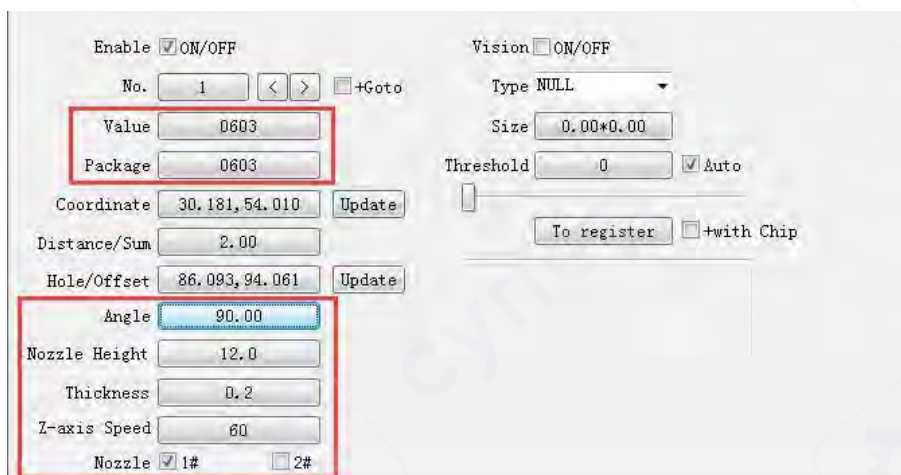 Enable ON/OFF Vision ON/OFF
No. 1 < > +Goto Type NULL
Value 0603 Size 0.00*0.00
Package 0603 Threshold 0 Auto
Coordinate 30.181,54.010 Update
Distance/Sum 2.00 To register +with Chip
Hole/Offset 86.093,94.061 Update
Angle 90.00
Nozzle Height 12.0
Thickness 0.2
Z-axis Speed 60
Nozzle 1# 2#